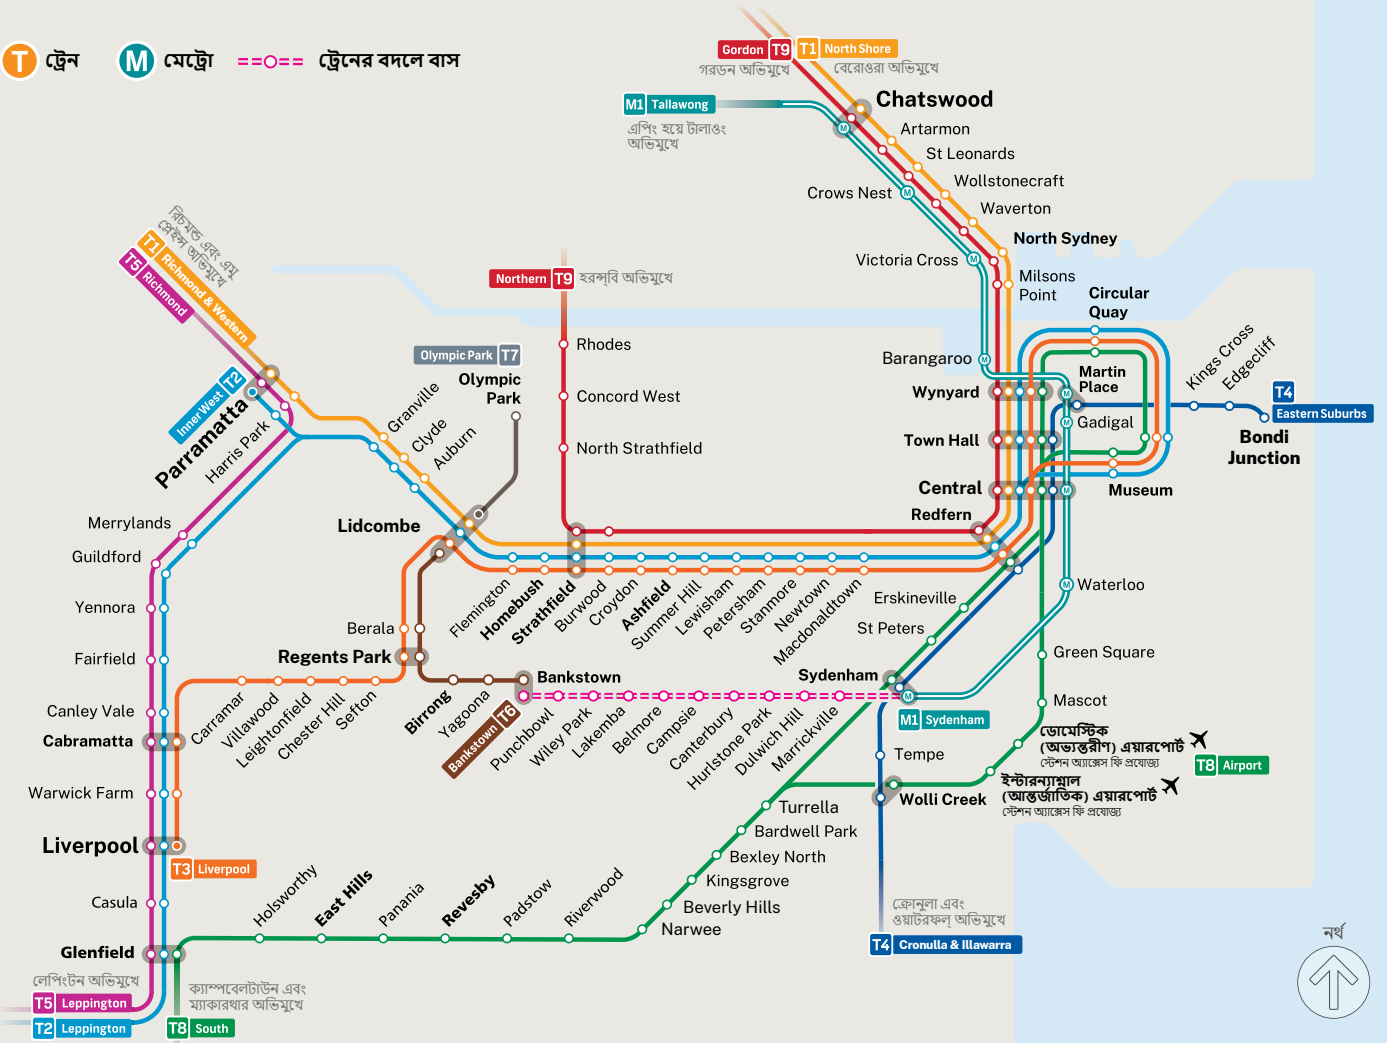 T ট্রেন
M মেট্রো
ট্রেনের বদলে বাস
Gordon T9
গরডন অভিমুখে
T1 North Shore
বেরোওরা অভিমুখে
M1 Tallawong
এপিং হয়ে টালাওং
অভিমুখে
Chatswood
Artarmon
St Leonards
Wollstonecraft
Waverton
North Sydney
Milsons
Point
Crows Nest
Victoria Cross
Barangaroo
Circular
Quay
Wynyard
Martin
Place
Town Hall
Gadigal
Central
Museum
Redfern
Kings Cross
Edgecliff
T4
Eastern Suburbs
Bondi
Junction
রিচমন্ড এবং এমু
প্লেইন্স অভিমুখে
T1 Richmond & Western
T5 Richmond
Inner West T2
Parramatta
Harris Park
Northern T9
হরন্স্‌বি অভিমুখে
Rhodes
Concord West
North Strathfield
Olympic Park T7
Olympic
Park
Granville
Clyde
Auburn
Lidcombe
Merrylands
Guildford
Yennora
Fairfield
Canley Vale
Cabramatta
Warwick Farm
Liverpool
T3 Liverpool
Casula
Glenfield
লেপিংটন অভিমুখে
T5 Leppington
T2 Leppington
ক্যাম্পবেলটাউন এবং
ম্যাকারথার অভিমুখে
T8 South
Flemington
Homebush
Strathfield
Burwood
Croydon
Ashfield
Summer Hill
Lewisham
Petersham
Stanmore
Newtown
Macdonaldtown
Berala
Regents Park
Carramar
Villawood
Leightonfield
Chester Hill
Sefton
Birrong
Yagoona
Bankstown
Bankstown T6
Punchbowl
Wiley Park
Lakemba
Belmore
Campsie
Canterbury
Hurlstone Park
Dulwich Hill
Marrickville
Sydenham
M1 Sydenham
Erskineville
St Peters
Waterloo
Green Square
Mascot
ডোমেস্টিক
(অভ্যন্তরীণ) এয়ারপোর্ট
স্টেশন অ্যাক্সেস ফি প্রযোজ্য
T8 Airport
ইন্টারন্যাশ্নাল
(আন্তর্জাতিক) এয়ারপোর্ট
স্টেশন অ্যাক্সেস ফি প্রযোজ্য
Tempe
Wolli Creek
Turrella
Bardwell Park
Bexley North
Kingsgrove
Beverly Hills
Narwee
Riverwood
Padstow
Revesby
Panania
East Hills
Holsworthy
ক্রোনুলা এবং
ওয়াটরফল্ অভিমুখে
T4 Cronulla & Illawarra
নর্থ